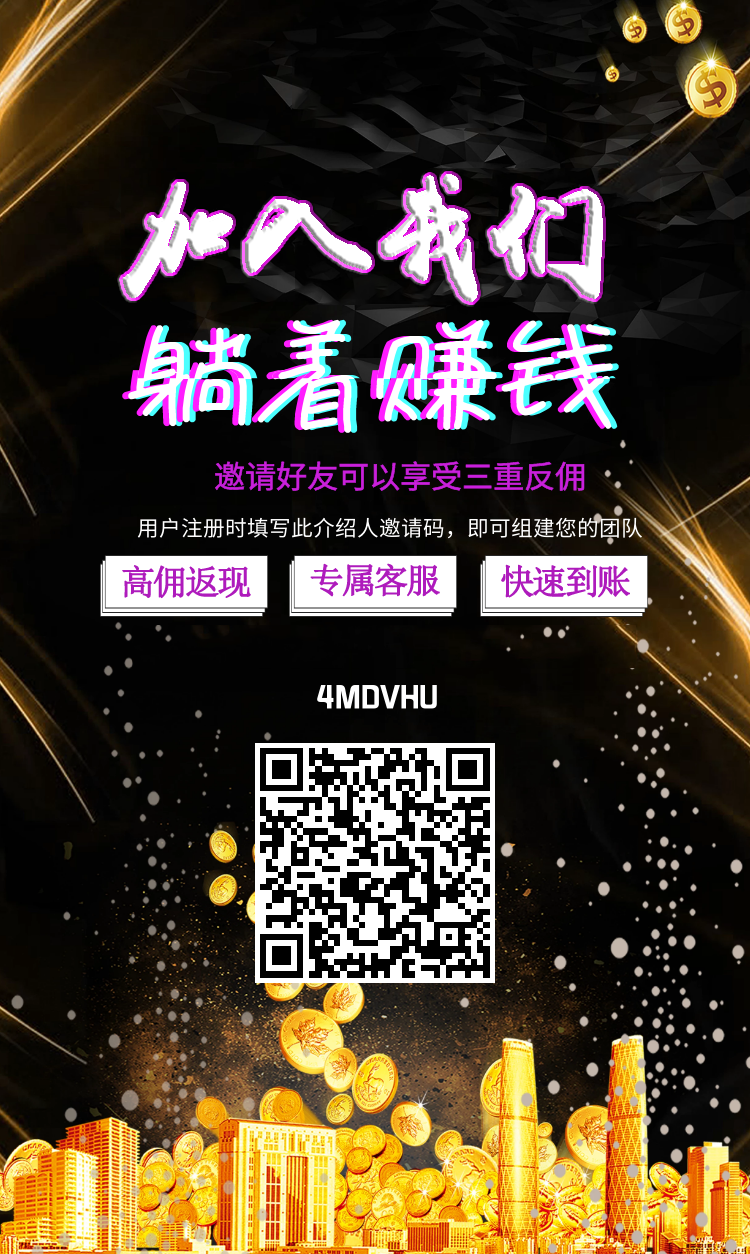 加入我们
躺着赚钱
邀请好友可以享受三重反佣
用户注册时填写此介绍人邀请码，即可组建您的团队
高佣返现 专属客服 快速到账
4MDVHU